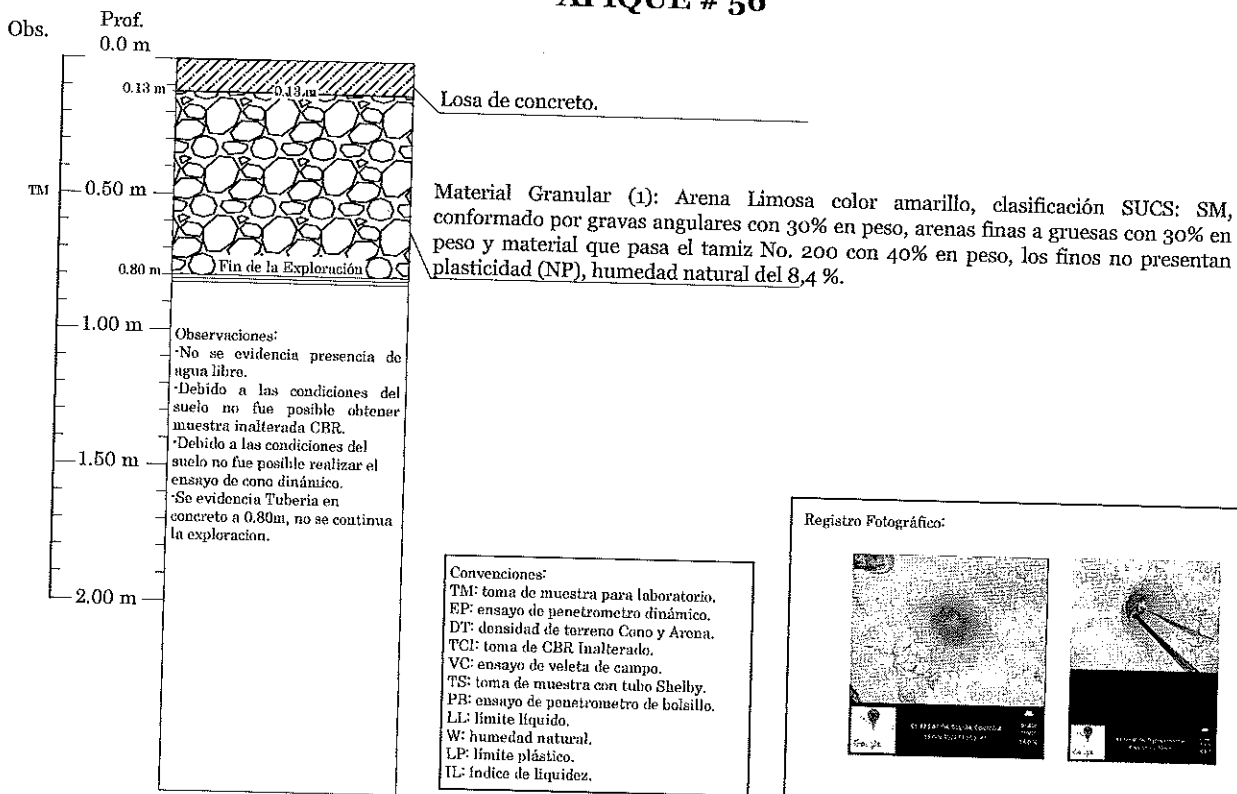 APIQUE # 56
Obs.
Prof.
0.0 m
0.13 m
0.13 m
Losa de concreto.
TM
0.50 m
Material Granular (1): Arena Limosa color amarillo, clasificación SUCS: SM,
conformado por gravas angulares con 30% en peso, arenas finas a gruesas con 30% en
peso y material que pasa el tamiz No. 200 con 40% en peso, los finos no presentan
plasticidad (NP), humedad natural del 8,4 %.
0.80 m
Fin de la Exploración
1.00 m
Observaciones:
-No se evidencia presencia de
agua libre.
-Debido a las condiciones del
suelo no fue posible obtener
muestra inalterada CBR.
-Debido a las condiciones del
suelo no fue posible realizar el
ensayo de cono dinámico.
-Se evidencia Tuberia en
concreto a 0.80m, no se continua
la exploracion.
1.50 m
2.00 m
Convenciones:
TM: toma de muestra para laboratorio.
EP: ensayo de penetrometro dinámico.
DT: densidad de terreno Cono y Arena.
TCI: toma de CBR Inalterado.
VC: ensayo de veleta de campo.
TS: toma de muestra con tubo Shelby.
PB: ensayo de penetrometro de bolsillo.
LL: límite líquido.
W: humedad natural.
LP: límite plástico.
IL: índice de liquidez.
Registro Fotográfico:
Google
Google